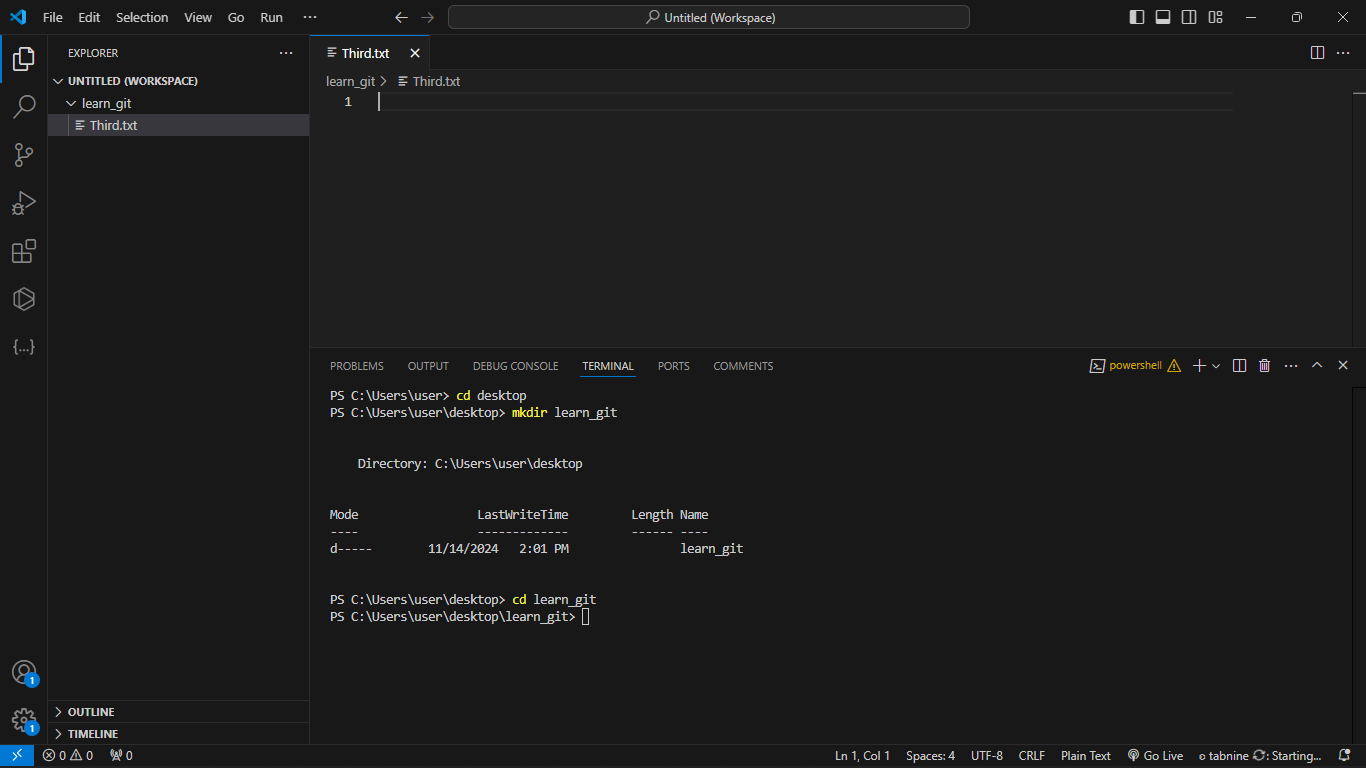 File Edit Selection View Go Run ··· Untitled (Workspace)
EXPLORER ···
UNTITLED (WORKSPACE)
learn_git
Third.txt
OUTLINE
TIMELINE
Third.txt
learn_git > Third.txt
1
PROBLEMS OUTPUT DEBUG CONSOLE TERMINAL PORTS COMMENTS powershell
PS C:\Users\user> cd desktop
PS C:\Users\user\desktop> mkdir learn_git
Directory: C:\Users\user\desktop
Mode LastWriteTime Length Name
---- ------------- ------ ----
d----- 11/14/2024 2:01 PM learn_git
PS C:\Users\user\desktop> cd learn_git
PS C:\Users\user\desktop\learn_git>
1
1
0 0 0 Ln 1, Col 1 Spaces: 4 UTF-8 CRLF Plain Text Go Live tabnine : Starting...